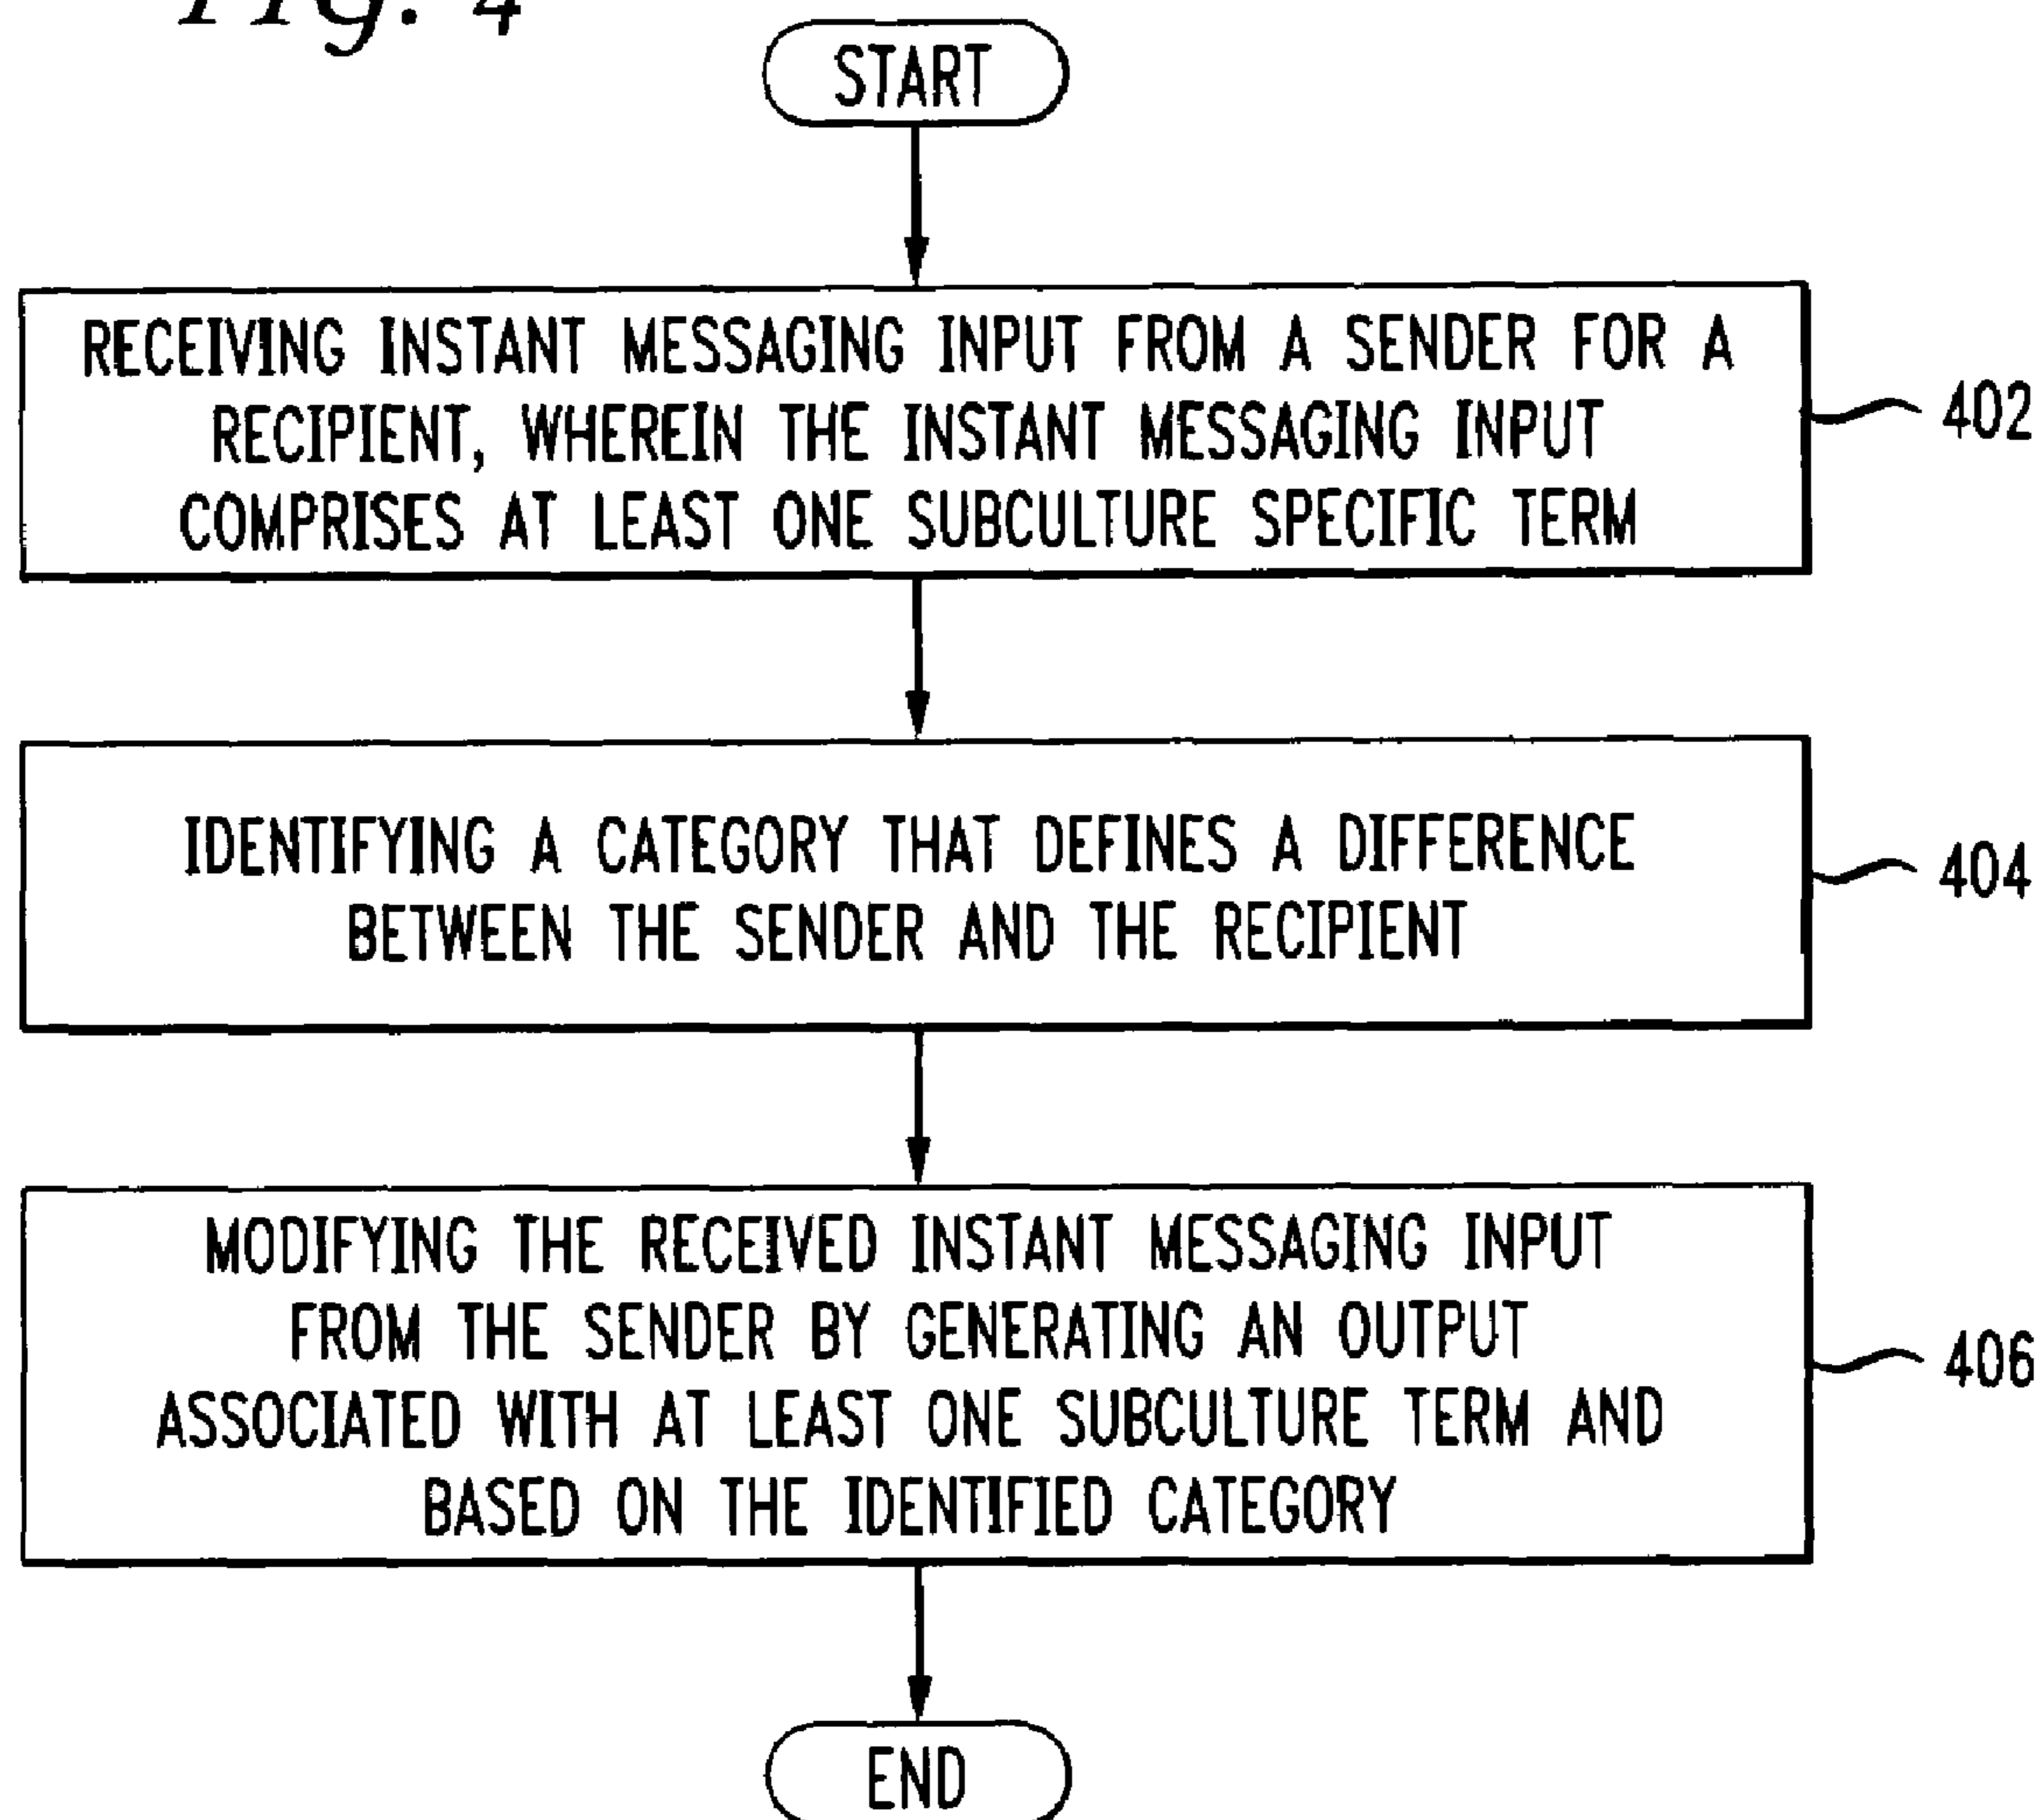 Fig. 4
START
RECEIVING INSTANT MESSAGING INPUT FROM A SENDER FOR A
RECIPIENT, WHEREIN THE INSTANT MESSAGING INPUT
COMPRISES AT LEAST ONE SUBCULTURE SPECIFIC TERM
402
IDENTIFYING A CATEGORY THAT DEFINES A DIFFERENCE
BETWEEN THE SENDER AND THE RECIPIENT
404
MODIFYING THE RECEIVED INSTANT MESSAGING INPUT
FROM THE SENDER BY GENERATING AN OUTPUT
ASSOCIATED WITH AT LEAST ONE SUBCULTURE TERM AND
BASED ON THE IDENTIFIED CATEGORY
406
END